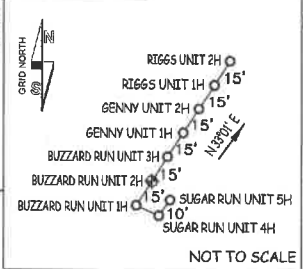 GRID NORTH
N
S
RIGGS UNIT 2H
15'
RIGGS UNIT 1H
15'
GENNY UNIT 2H
15'
GENNY UNIT 1H
15'
N 33°01' E
BUZZARD RUN UNIT 3H
15'
BUZZARD RUN UNIT 2H
15'
SUGAR RUN UNIT 5H
BUZZARD RUN UNIT 1H
10'
SUGAR RUN UNIT 4H
NOT TO SCALE